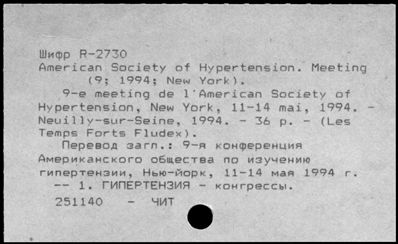 Шифр R-2730
American Society of Hypertension. Meeting
(9; 1994; New York).
9-e meeting de l'American Society of
Hypertension, New York, 11-14 mai, 1994. -
Neuilly-sur-Seine, 1994. - 36 p. - (Les
Temps Forts Fludex).
Перевод загл.: 9-я конференция
Американского общества по изучению
гипертензии, Нью-йорк, 11-14 мая 1994 г.
-- 1. ГИПЕРТЕНЗИЯ - конгрессы.
251140 - ЧИТ